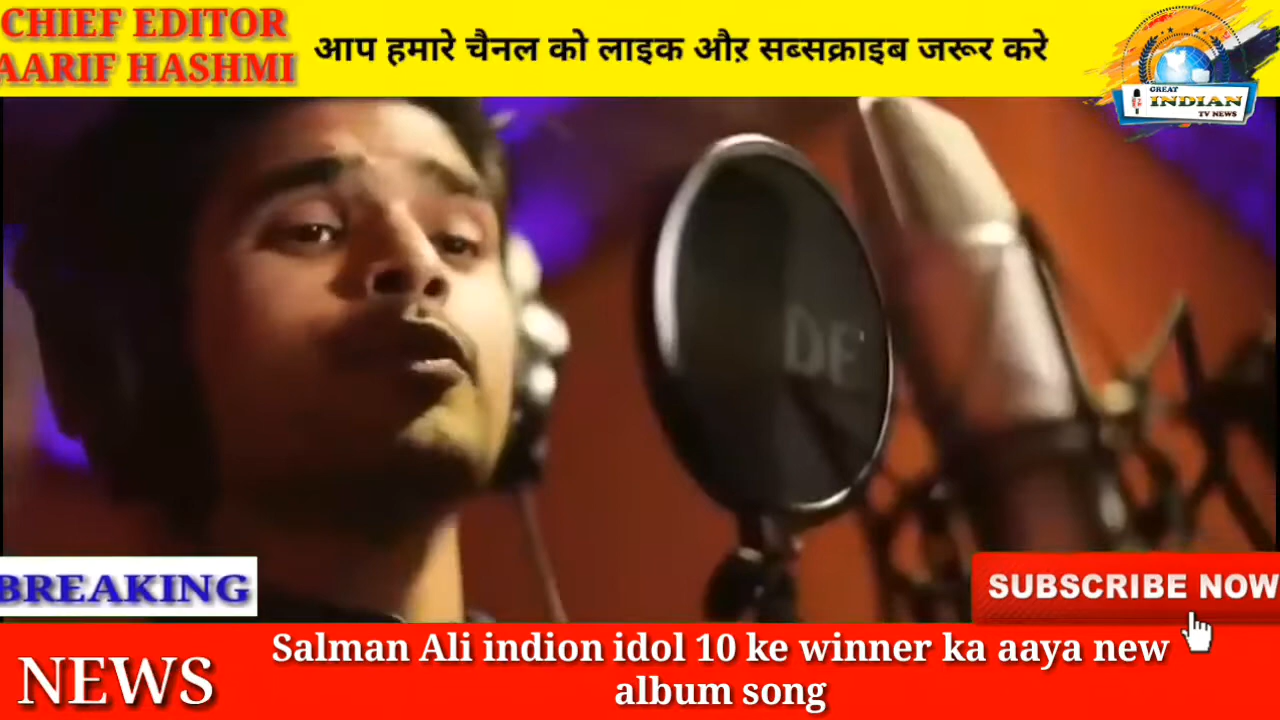 CHIEF EDITOR
AARIF HASHMI
आप हमारे चैनल को लाइक औऱ सब्सक्राइब जरूर करे
GREAT
INDIAN
TV NEWS
DE
BREAKING
SUBSCRIBE NOW
NEWS
Salman Ali indion idol 10 ke winner ka aaya new
album song